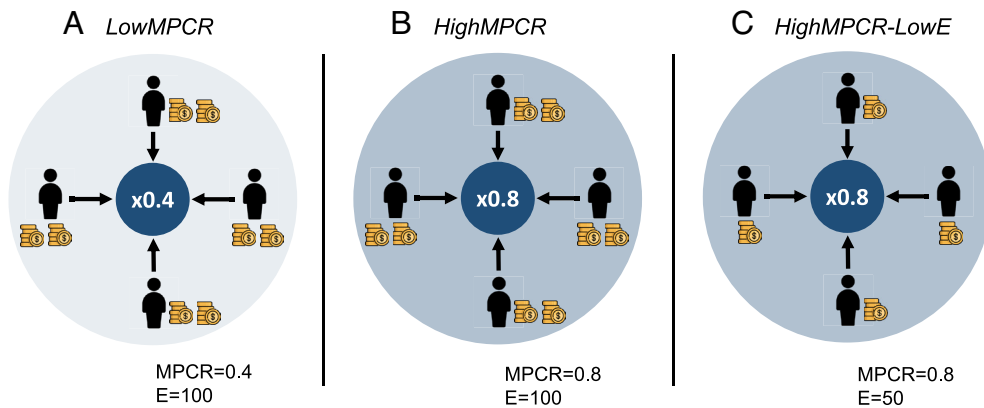 A LowMPCR
x0.4
MPCR=0.4
E=100
B HighMPCR
x0.8
MPCR=0.8
E=100
C HighMPCR-LowE
x0.8
MPCR=0.8
E=50